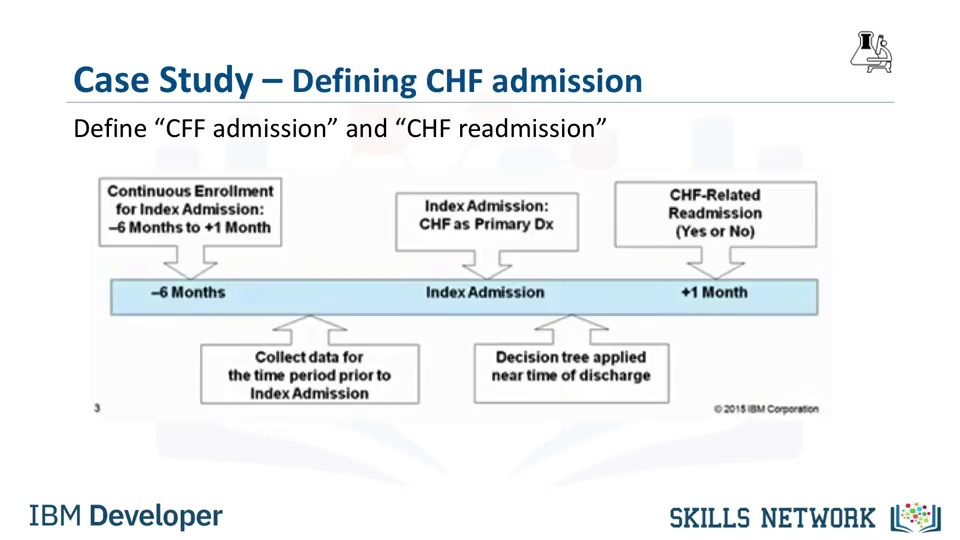 Case Study – Defining CHF admission
Define “CFF admission” and “CHF readmission”
Continuous Enrollment
for Index Admission:
–6 Months to +1 Month
Index Admission:
CHF as Primary Dx
CHF-Related
Readmission
(Yes or No)
–6 Months
Index Admission
+1 Month
Collect data for
the time period prior to
Index Admission
Decision tree applied
near time of discharge
3
© 2015 IBM Corporation
IBM Developer
SKILLS NETWORK